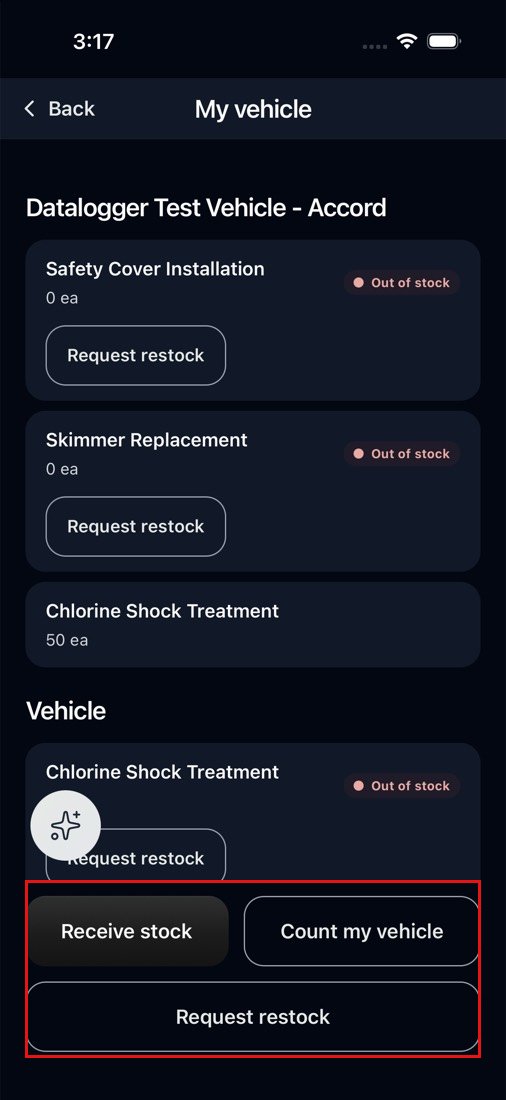 3:17
Back
My vehicle
Datalogger Test Vehicle - Accord
Safety Cover Installation
Out of stock
0 ea
Request restock
Skimmer Replacement
Out of stock
0 ea
Request restock
Chlorine Shock Treatment
50 ea
Vehicle
Chlorine Shock Treatment
Out of stock
Request restock
Receive stock
Count my vehicle
Request restock